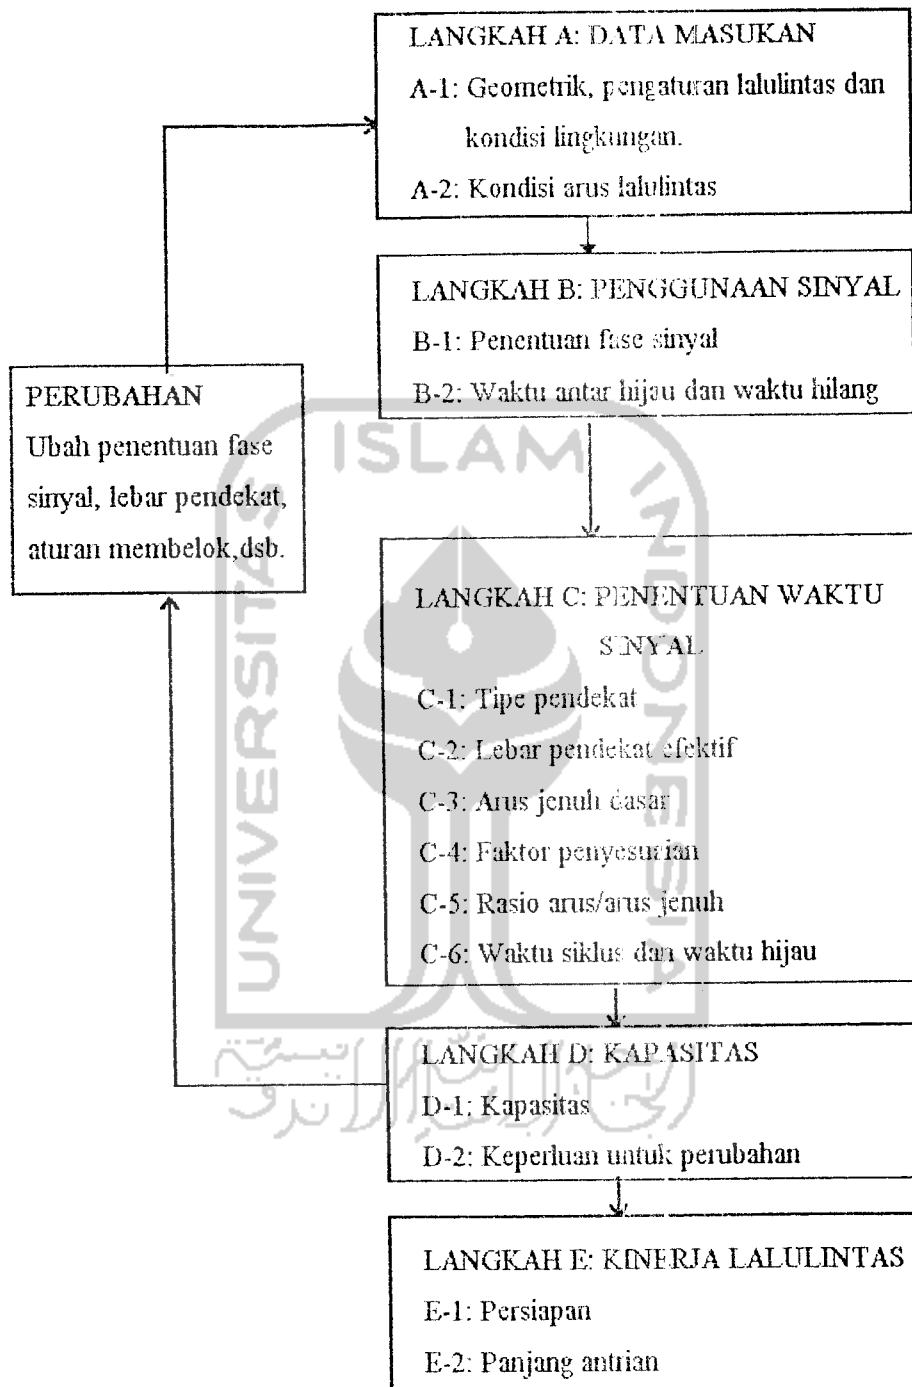 LANGKAH A: DATA MASUKAN
A-1: Geometrik, pengaturan lalulintas dan
kondisi lingkungan.
A-2: Kondisi arus lalulintas
LANGKAH B: PENGGUNAAN SINYAL
B-1: Penentuan fase sinyal
B-2: Waktu antar hijau dan waktu hilang
PERUBAHAN
Ubah penentuan fase
sinyal, lebar pendekat,
aturan membelok,dsb.
LANGKAH C: PENENTUAN WAKTU
SINYAL
C-1: Tipe pendekat
C-2: Lebar pendekat efektif
C-3: Arus jenuh dasar
C-4: Faktor penyesuaian
C-5: Rasio arus/arus jenuh
C-6: Waktu siklus dan waktu hijau
LANGKAH D: KAPASITAS
D-1: Kapasitas
D-2: Keperluan untuk perubahan
LANGKAH E: KINERJA LALULINTAS
E-1: Persiapan
E-2: Panjang antrian
UNIVERSITAS
ISLAM
INDONESIA